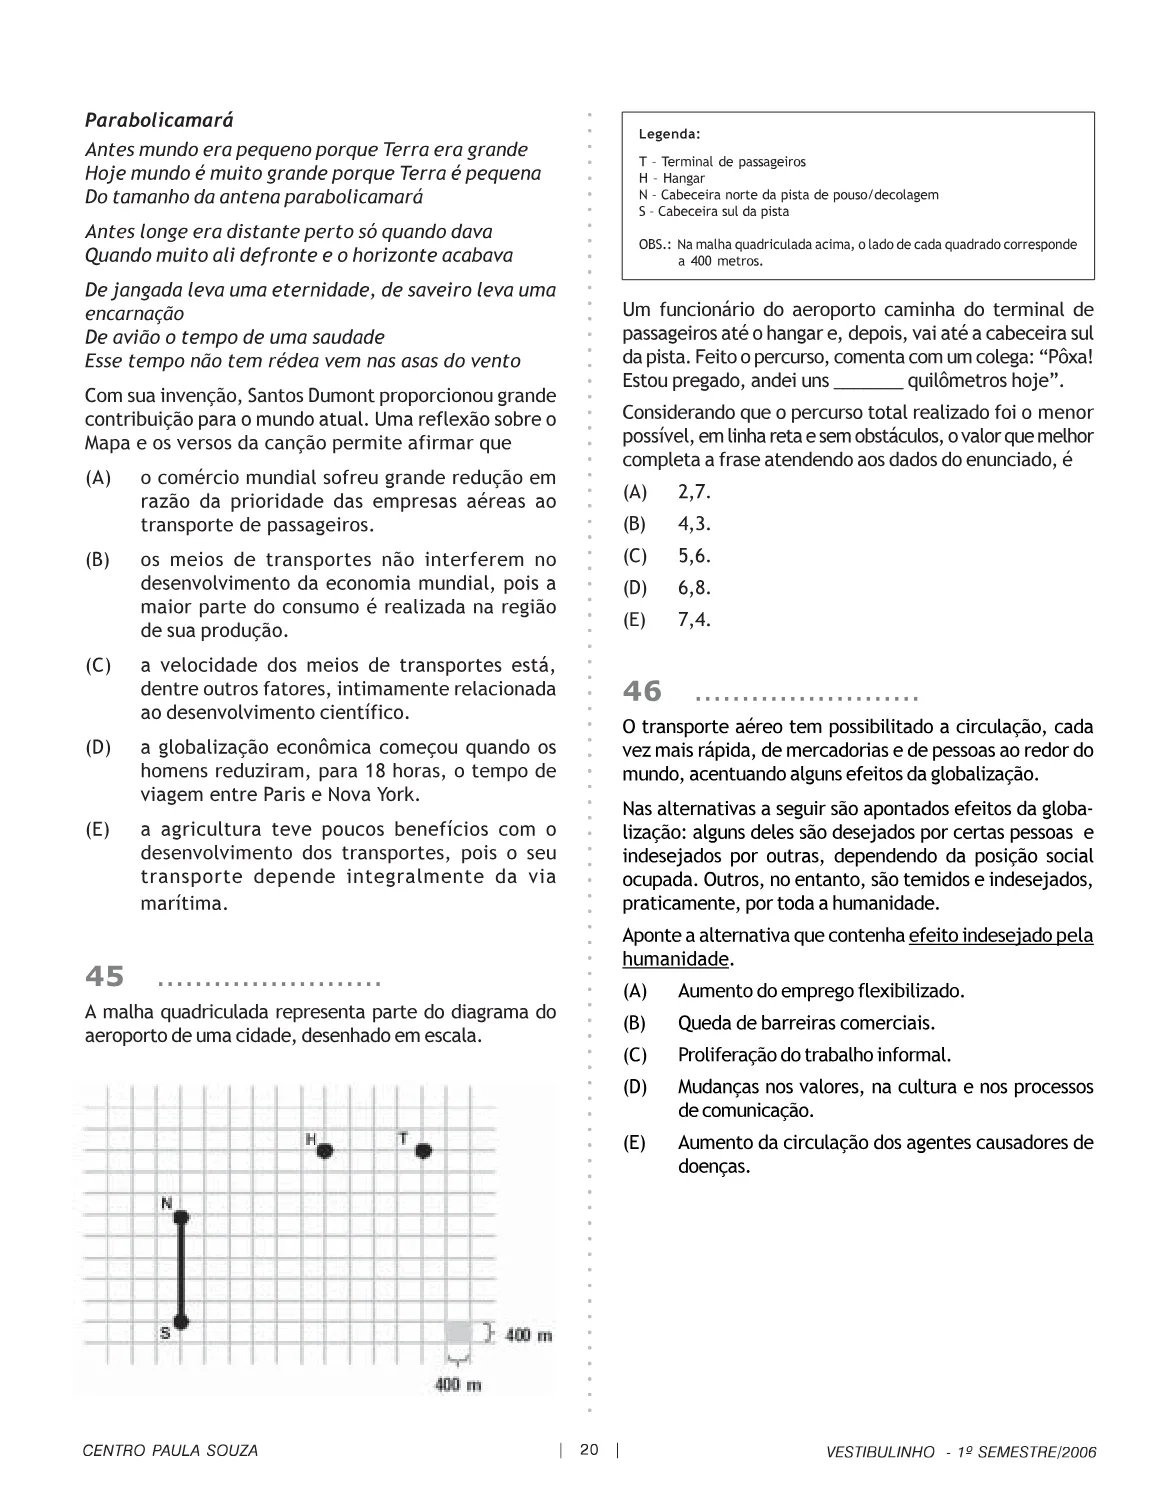 Parabolicamará
Antes mundo era pequeno porque Terra era grande
Hoje mundo é muito grande porque Terra é pequena
Do tamanho da antena parabolicamará
Antes longe era distante perto só quando dava
Quando muito ali defronte e o horizonte acabava
De jangada leva uma eternidade, de saveiro leva uma
encarnação
De avião o tempo de uma saudade
Esse tempo não tem rédea vem nas asas do vento
Com sua invenção, Santos Dumont proporcionou grande
contribuição para o mundo atual. Uma reflexão sobre o
Mapa e os versos da canção permite afirmar que
(A) o comércio mundial sofreu grande redução em
razão da prioridade das empresas aéreas ao
transporte de passageiros.
(B) os meios de transportes não interferem no
desenvolvimento da economia mundial, pois a
maior parte do consumo é realizada na região
de sua produção.
(C) a velocidade dos meios de transportes está,
dentre outros fatores, intimamente relacionada
ao desenvolvimento científico.
(D) a globalização econômica começou quando os
homens reduziram, para 18 horas, o tempo de
viagem entre Paris e Nova York.
(E) a agricultura teve poucos benefícios com o
desenvolvimento dos transportes, pois o seu
transporte depende integralmente da via
marítima.
45 ........................
A malha quadriculada representa parte do diagrama do
aeroporto de uma cidade, desenhado em escala.
H T
N
S
400 m
400 m
Legenda:
T - Terminal de passageiros
H - Hangar
N - Cabeceira norte da pista de pouso/decolagem
S - Cabeceira sul da pista
OBS.: Na malha quadriculada acima, o lado de cada quadrado corresponde
a 400 metros.
Um funcionário do aeroporto caminha do terminal de
passageiros até o hangar e, depois, vai até a cabeceira sul
da pista. Feito o percurso, comenta com um colega: “Pôxa!
Estou pregado, andei uns _______ quilômetros hoje”.
Considerando que o percurso total realizado foi o menor
possível, em linha reta e sem obstáculos, o valor que melhor
completa a frase atendendo aos dados do enunciado, é
(A) 2,7.
(B) 4,3.
(C) 5,6.
(D) 6,8.
(E) 7,4.
46 ........................
O transporte aéreo tem possibilitado a circulação, cada
vez mais rápida, de mercadorias e de pessoas ao redor do
mundo, acentuando alguns efeitos da globalização.
Nas alternativas a seguir são apontados efeitos da globa-
lização: alguns deles são desejados por certas pessoas e
indesejados por outras, dependendo da posição social
ocupada. Outros, no entanto, são temidos e indesejados,
praticamente, por toda a humanidade.
Aponte a alternativa que contenha efeito indesejado pela
humanidade.
(A) Aumento do emprego flexibilizado.
(B) Queda de barreiras comerciais.
(C) Proliferação do trabalho informal.
(D) Mudanças nos valores, na cultura e nos processos
de comunicação.
(E) Aumento da circulação dos agentes causadores de
doenças.
CENTRO PAULA SOUZA | 20 | VESTIBULINHO - 1º SEMESTRE/2006